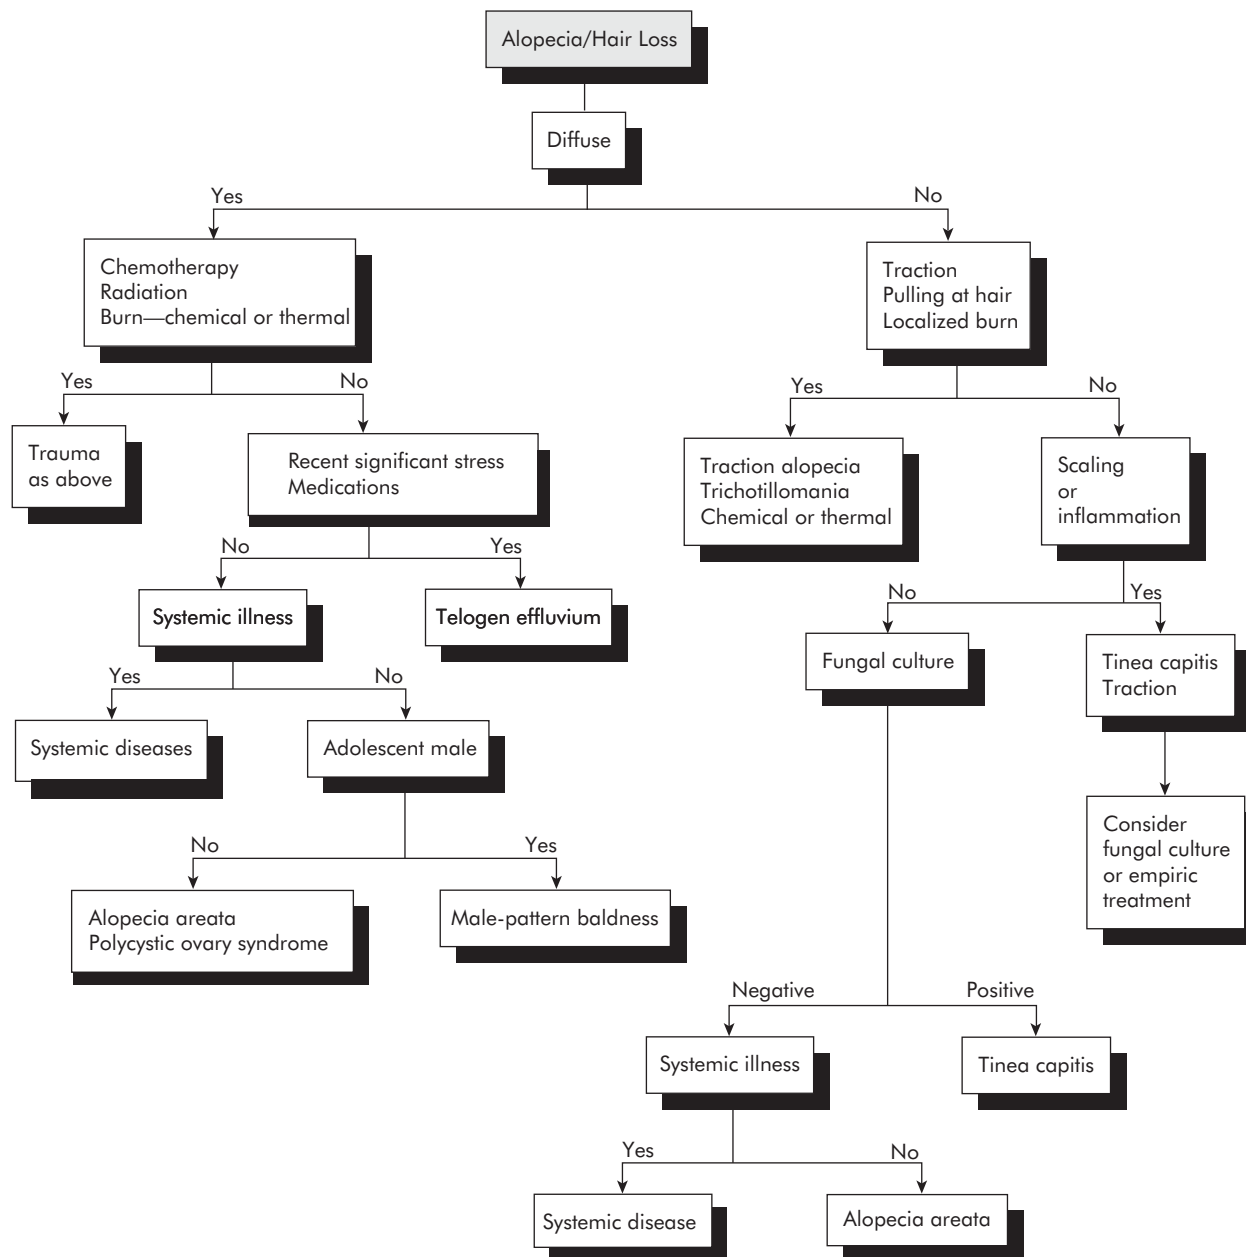 Alopecia/Hair Loss
Diffuse
Yes
No
Chemotherapy
Radiation
Burn—chemical or thermal
Traction
Pulling at hair
Localized burn
Yes
No
Yes
No
Trauma
as above
Recent significant stress
Medications
Traction alopecia
Trichotillomania
Chemical or thermal
Scaling
or
inflammation
No
Yes
No
Yes
Systemic illness
Telogen effluvium
Fungal culture
Tinea capitis
Traction
Yes
No
Systemic diseases
Adolescent male
Consider
fungal culture
or empiric
treatment
No
Yes
Alopecia areata
Polycystic ovary syndrome
Male-pattern baldness
Negative
Positive
Systemic illness
Tinea capitis
Yes
No
Systemic disease
Alopecia areata